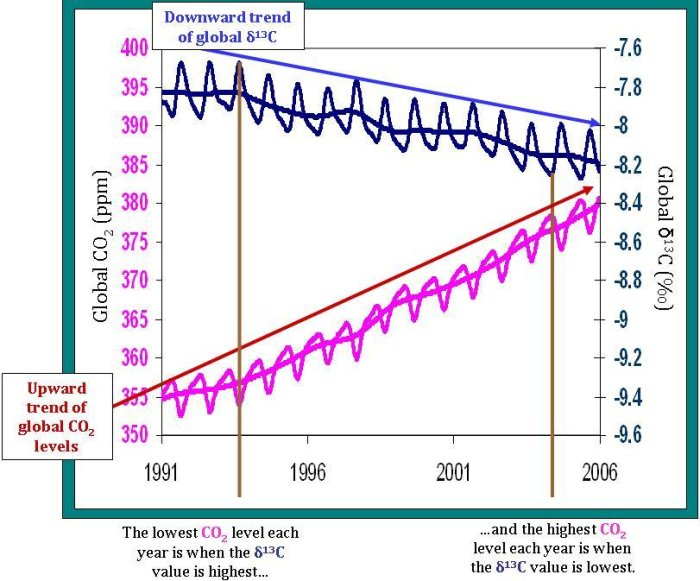 Downward trend
of global δ¹³C
400
395
390
385
380
375
370
365
360
355
350
Global CO₂ (ppm)
-7.6
-7.8
-8
-8.2
-8.4
-8.6
-8.8
-9
-9.2
-9.4
-9.6
Global δ¹³C (‰)
Upward
trend of
global CO₂
levels
1991
1996
2001
2006
The lowest CO₂ level each
year is when the δ¹³C
value is highest...
...and the highest CO₂
level each year is when
the δ¹³C value is lowest.